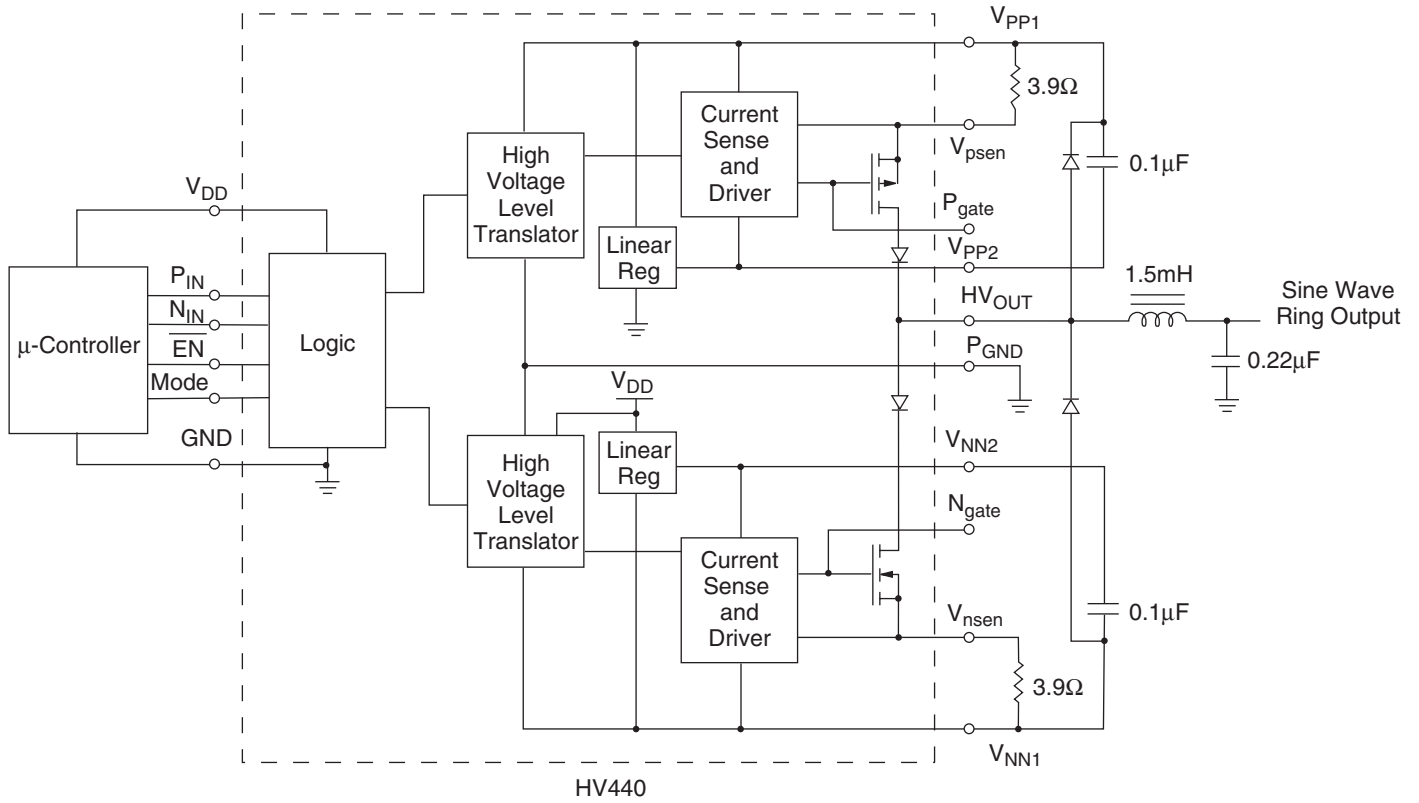 V_PP1
3.9Ω
Current
Sense
and
Driver
V_psen
High
Voltage
Level
Translator
0.1μF
V_DD
P_gate
Linear
Reg
V_PP2
1.5mH
μ-Controller
P_IN
N_IN
E̅N̅
Mode
GND
Logic
HV_OUT
Sine Wave
Ring Output
P_GND
0.22μF
V_DD
High
Voltage
Level
Translator
Linear
Reg
V_NN2
N_gate
Current
Sense
and
Driver
V_nsen
0.1μF
3.9Ω
V_NN1
HV440